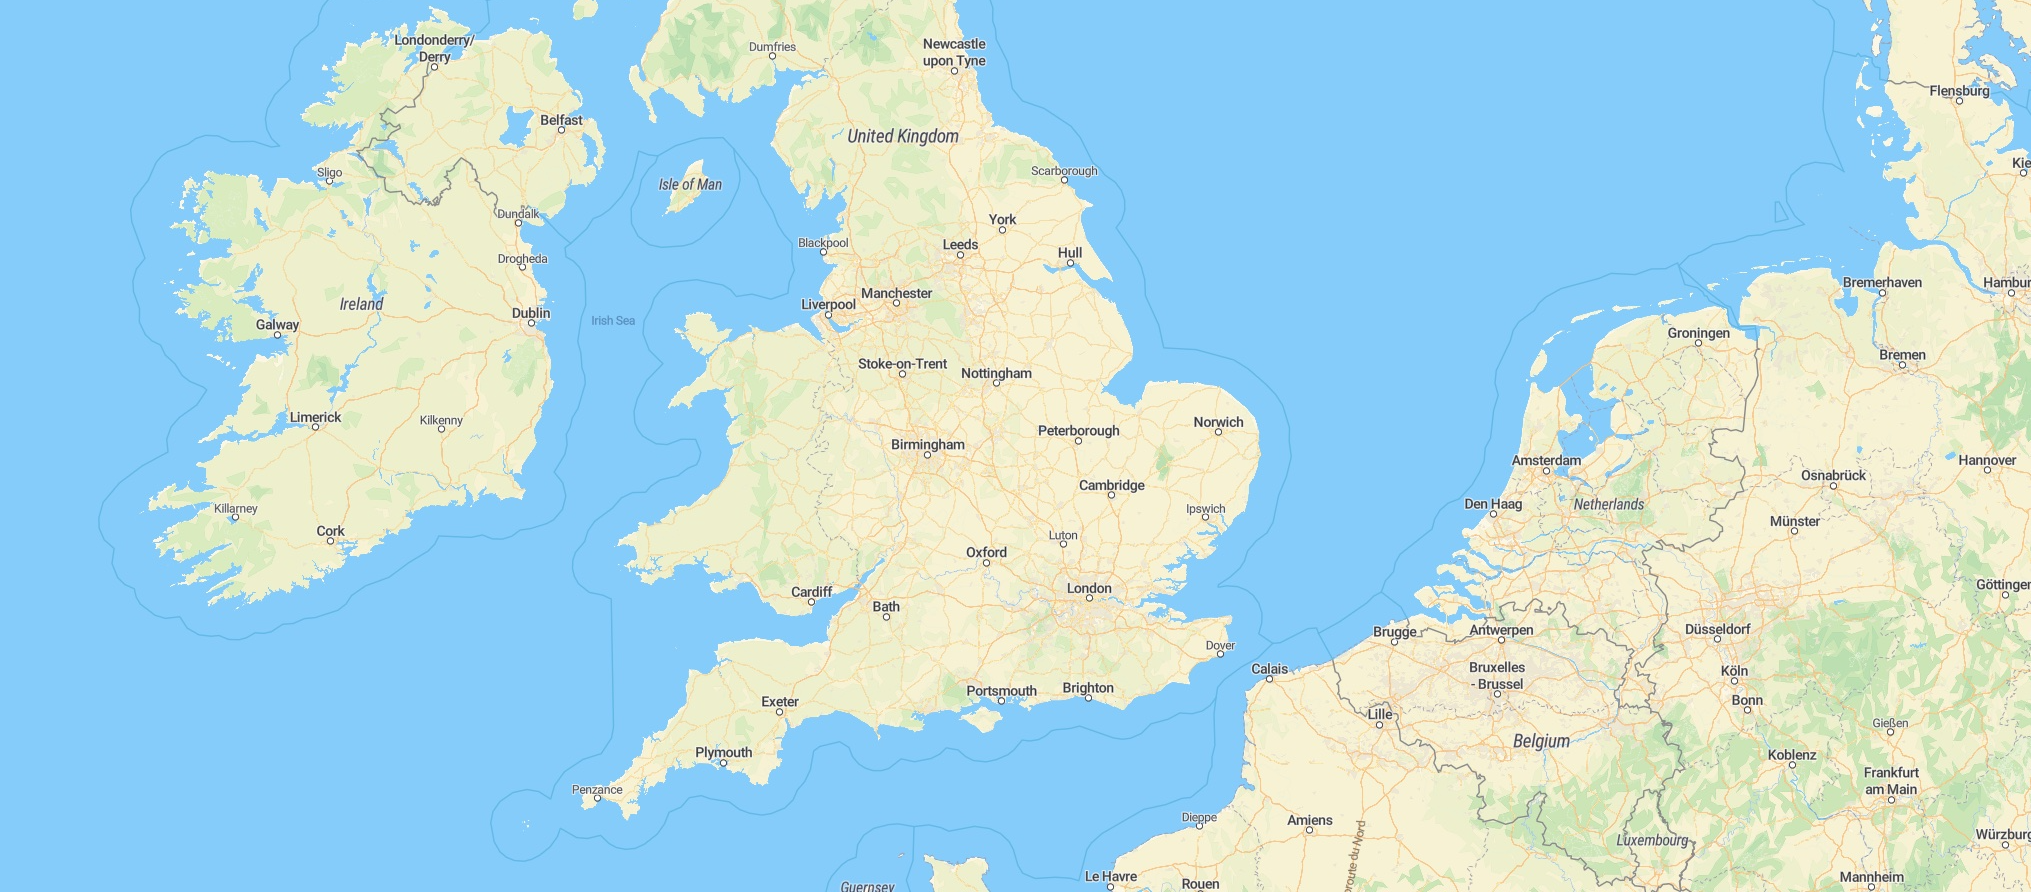 Londonderry/
Derry
Dumfries
Newcastle
upon Tyne
Flensburg
Belfast
United Kingdom
Kie
Sligo
Isle of Man
Scarborough
Dundalk
York
Blackpool
Leeds
Hull
Drogheda
Bremerhaven
Hambur
Manchester
Ireland
Liverpool
Dublin
Irish Sea
Galway
Groningen
Bremen
Stoke-on-Trent
Nottingham
Limerick
Kilkenny
Norwich
Peterborough
Birmingham
Amsterdam
Hannover
Osnabrück
Cambridge
Den Haag
Netherlands
Killarney
Ipswich
Münster
Cork
Luton
Oxford
Göttinger
London
Cardiff
Bath
Brugge
Antwerpen
Düsseldorf
Dover
Calais
Bruxelles
- Brussel
Köln
Portsmouth
Brighton
Exeter
Bonn
Lille
Gießen
Belgium
Plymouth
Koblenz
Frankfurt
am Main
Penzance
Dieppe
Amiens
oroute du Nord
Luxembourg
Würzburg
Le Havre
Rouen
Mannheim
Guernsey